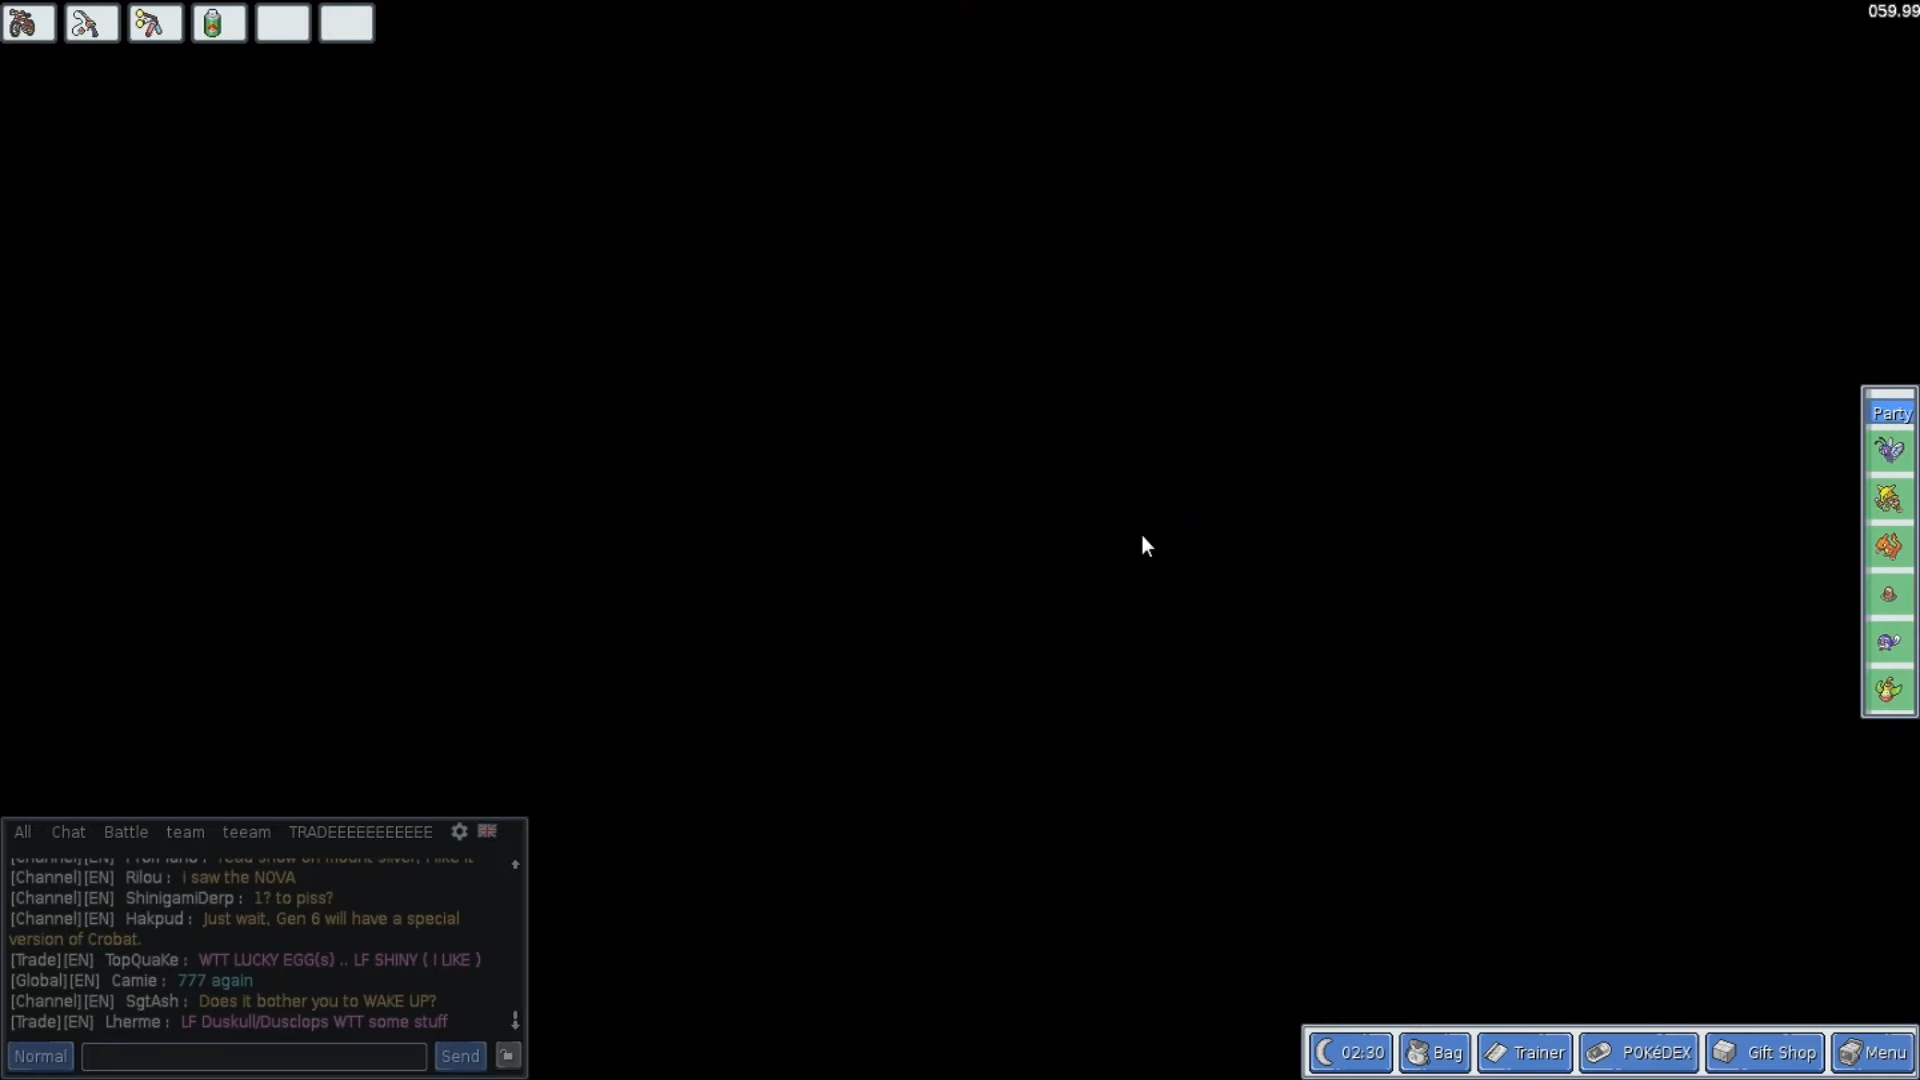 059.99
Party
All Chat Battle team teeam TRADEEEEEEEEEEE
[Channel][EN]
[Channel][EN] Rilou : i saw the NOVA
[Channel][EN] ShinigamiDerp : 1? to piss?
[Channel][EN] Hakpud : Just wait, Gen 6 will have a special
version of Crobat.
[Trade][EN] TopQuaKe : WTT LUCKY EGG(s) .. LF SHINY ( I LIKE )
[Global][EN] Camie : 777 again
[Channel][EN] SgtAsh : Does it bother you to WAKE UP?
[Trade][EN] Lherme : LF Duskull/Dusclops WTT some stuff
Normal Send
02:30 Bag Trainer POKéDEX Gift Shop Menu